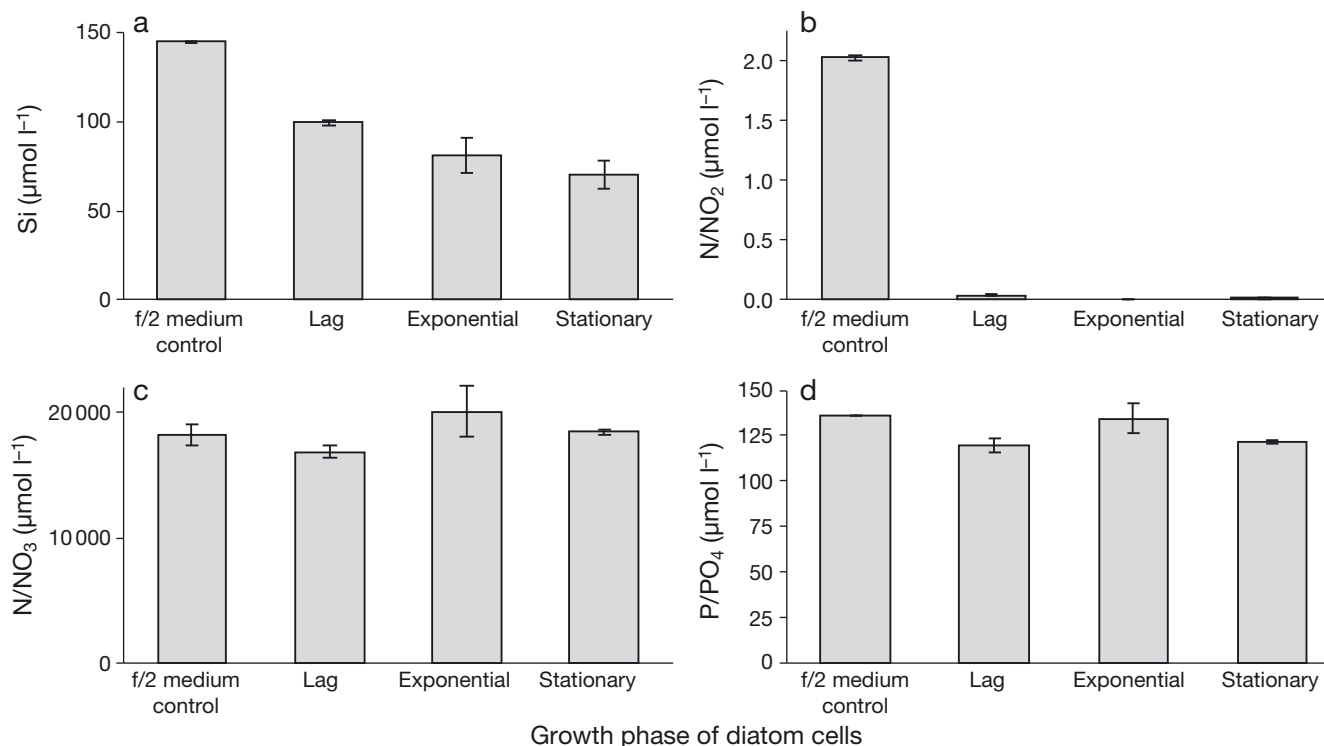 a
Si (µmol l⁻¹)
150
100
50
0
f/2 medium control
Lag
Exponential
Stationary
b
N/NO₂ (µmol l⁻¹)
2.0
1.5
1.0
0.5
0.0
f/2 medium control
Lag
Exponential
Stationary
c
N/NO₃ (µmol l⁻¹)
20 000
10 000
0
f/2 medium control
Lag
Exponential
Stationary
d
P/PO₄ (µmol l⁻¹)
150
125
100
75
50
25
0
f/2 medium control
Lag
Exponential
Stationary
Growth phase of diatom cells